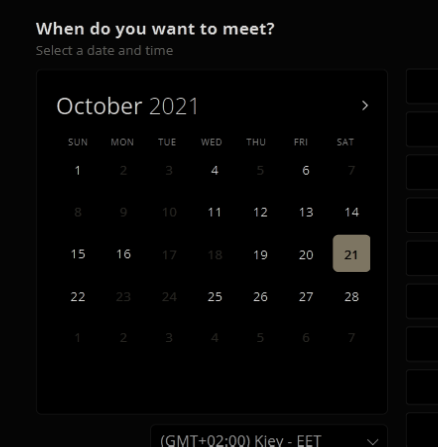 When do you want to meet?
Select a date and time
October 2021
SUN MON TUE WED THU FRI SAT
1 2 3 4 5 6 7
8 9 10 11 12 13 14
15 16 17 18 19 20 21
22 23 24 25 26 27 28
1 2 3 4 5 6 7
(GMT+02:00) Kiev - EET